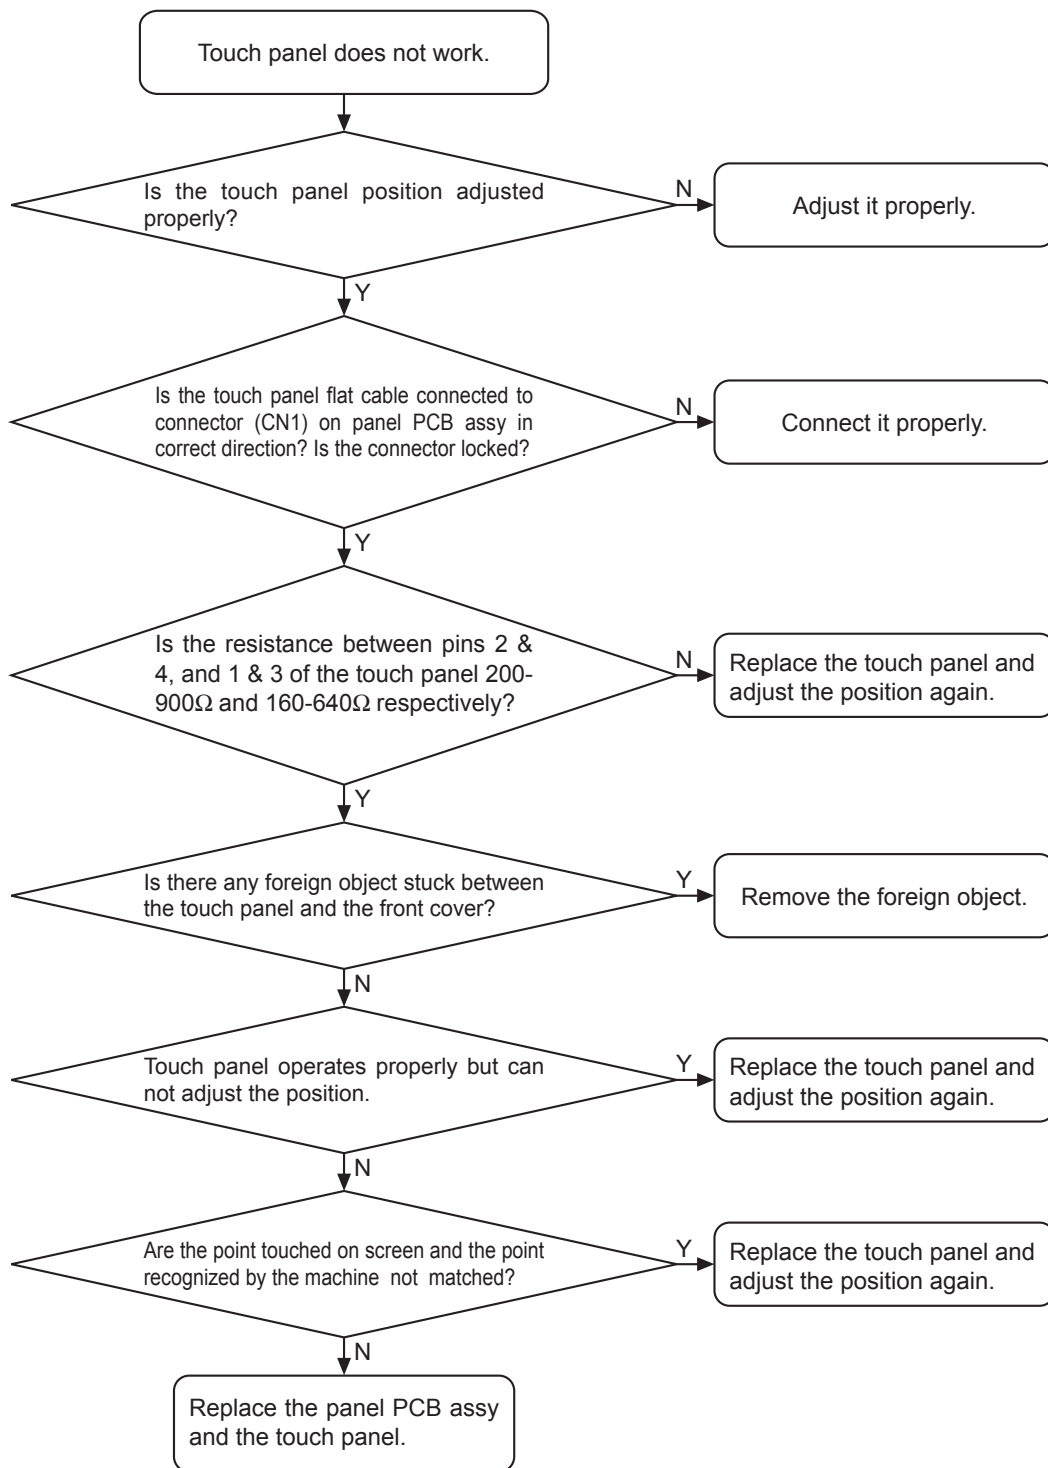 Touch panel does not work.
Is the touch panel position adjusted
properly?
N
Adjust it properly.
Y
Is the touch panel flat cable connected to
connector (CN1) on panel PCB assy in
correct direction? Is the connector locked?
N
Connect it properly.
Y
Is the resistance between pins 2 &
4, and 1 & 3 of the touch panel 200-
900Ω and 160-640Ω respectively?
N
Replace the touch panel and
adjust the position again.
Y
Is there any foreign object stuck between
the touch panel and the front cover?
Y
Remove the foreign object.
N
Touch panel operates properly but can
not adjust the position.
Y
Replace the touch panel and
adjust the position again.
N
Are the point touched on screen and the point
recognized by the machine not matched?
Y
Replace the touch panel and
adjust the position again.
N
Replace the panel PCB assy
and the touch panel.